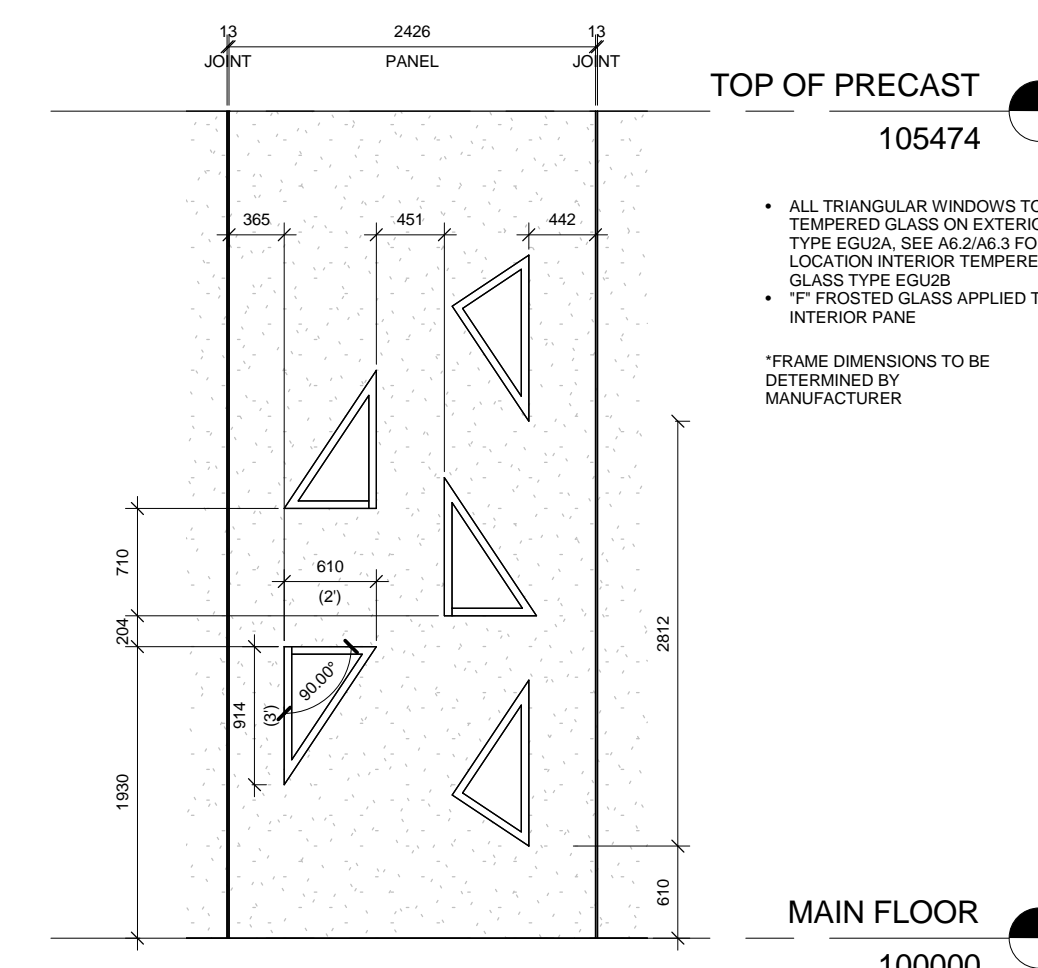 13 2426 13
JOINT PANEL JOINT
TOP OF PRECAST
105474
365 451 442
• ALL TRIANGULAR WINDOWS TO
TEMPERED GLASS ON EXTERIO
TYPE EGU2A, SEE A6.2/A6.3 FO
LOCATION INTERIOR TEMPERE
GLASS TYPE EGU2B
• "F" FROSTED GLASS APPLIED T
INTERIOR PANE
*FRAME DIMENSIONS TO BE
DETERMINED BY
MANUFACTURER
710
610
(2')
204
2812
90.00°
914
(3')
1930
610
MAIN FLOOR
100000